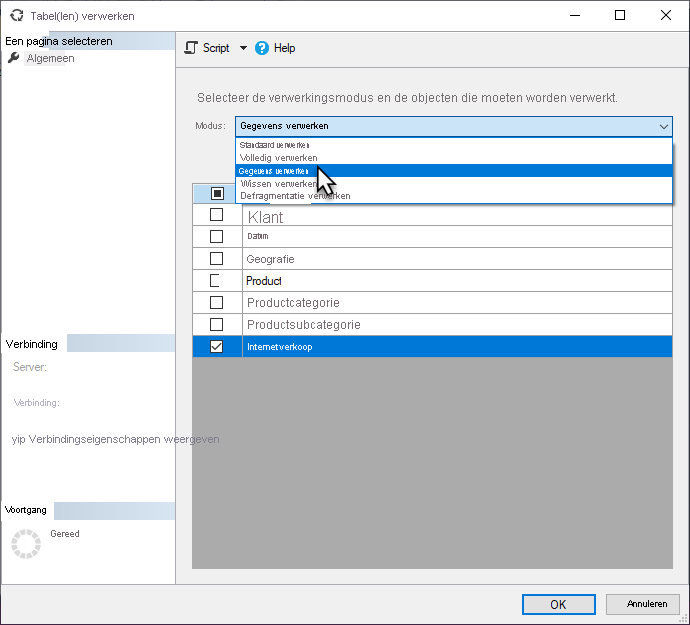 Tabel(len) verwerken
Een pagina selecteren
Algemeen
Script
Help
Selecteer de verwerkingsmodus en de objecten die moeten worden verwerkt.
Modus:
Gegevens verwerken
Standaard verwerken
Volledig verwerken
Gegevens verwerken
Wissen verwerken
Defragmentatie verwerken
Klant
Datum
Geografie
Product
Productcategorie
Productsubcategorie
Internetverkoop
Verbinding
Server:
Verbinding:
yip Verbindingseigenschappen weergeven
Voortgang
Gereed
OK
Annuleren